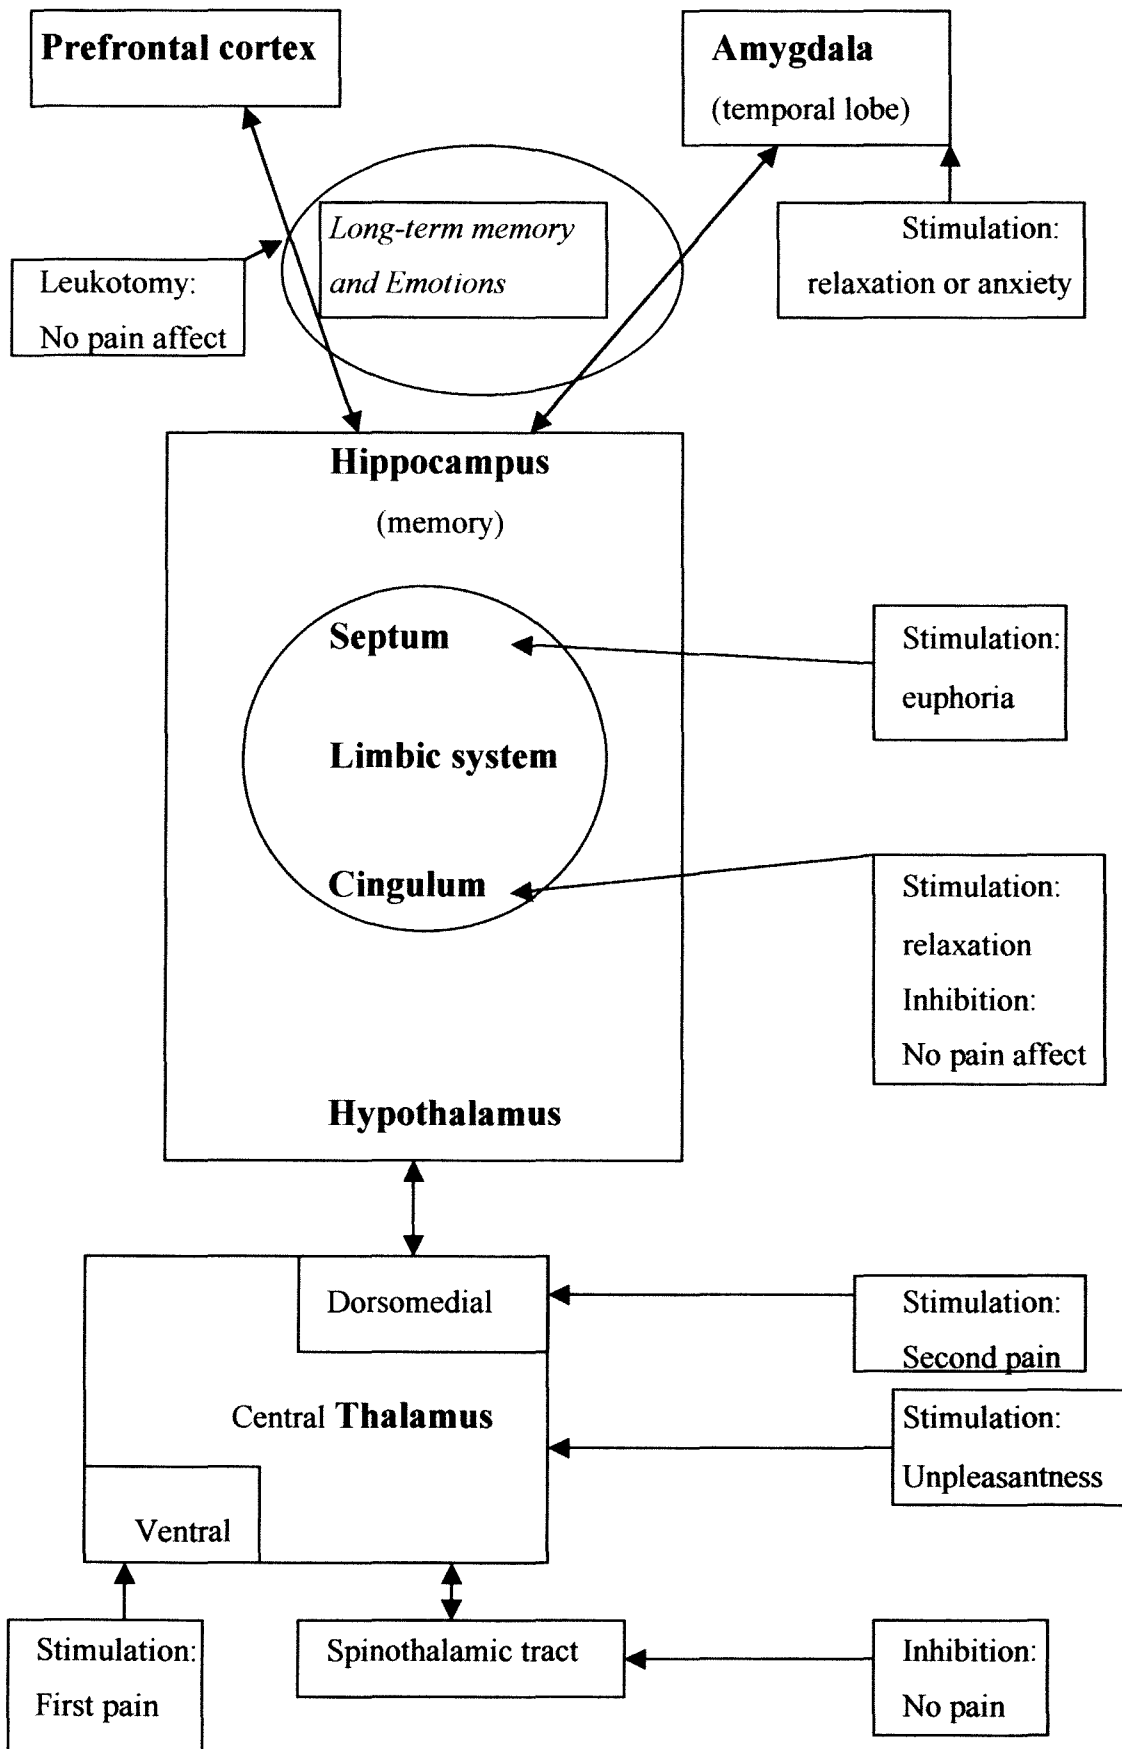 Prefrontal cortex
Amygdala
(temporal lobe)
Long-term memory
and Emotions
Stimulation:
relaxation or anxiety
Leukotomy:
No pain affect
Hippocampus
(memory)
Septum
Stimulation:
euphoria
Limbic system
Cingulum
Stimulation:
relaxation
Inhibition:
No pain affect
Hypothalamus
Dorsomedial
Stimulation:
Second pain
Central Thalamus
Stimulation:
Unpleasantness
Ventral
Stimulation:
First pain
Spinothalamic tract
Inhibition:
No pain